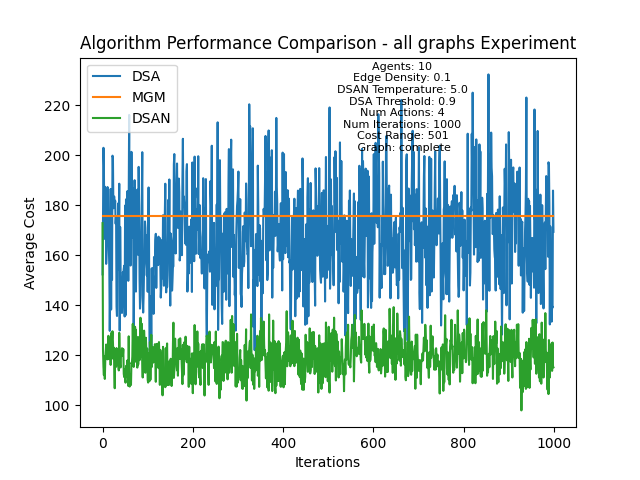 Algorithm Performance Comparison - all graphs Experiment
DSA
MGM
DSAN
Agents: 10
Edge Density: 0.1
DSAN Temperature: 5.0
DSA Threshold: 0.9
Num Actions: 4
Num Iterations: 1000
Cost Range: 501
Graph: complete
Average Cost
220
200
180
160
140
120
100
0
200
400
600
800
1000
Iterations